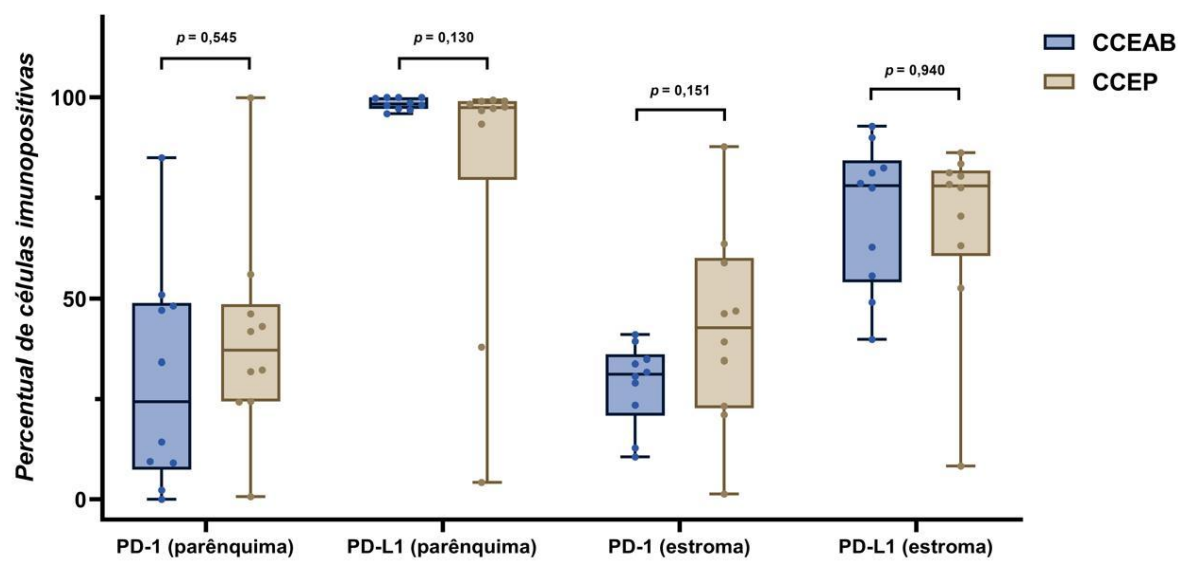 Percentual de células imunopositivas
100
50
0
p = 0,545
p = 0,130
p = 0,151
p = 0,940
PD-1 (parênquima)
PD-L1 (parênquima)
PD-1 (estroma)
PD-L1 (estroma)
CCEAB
CCEP